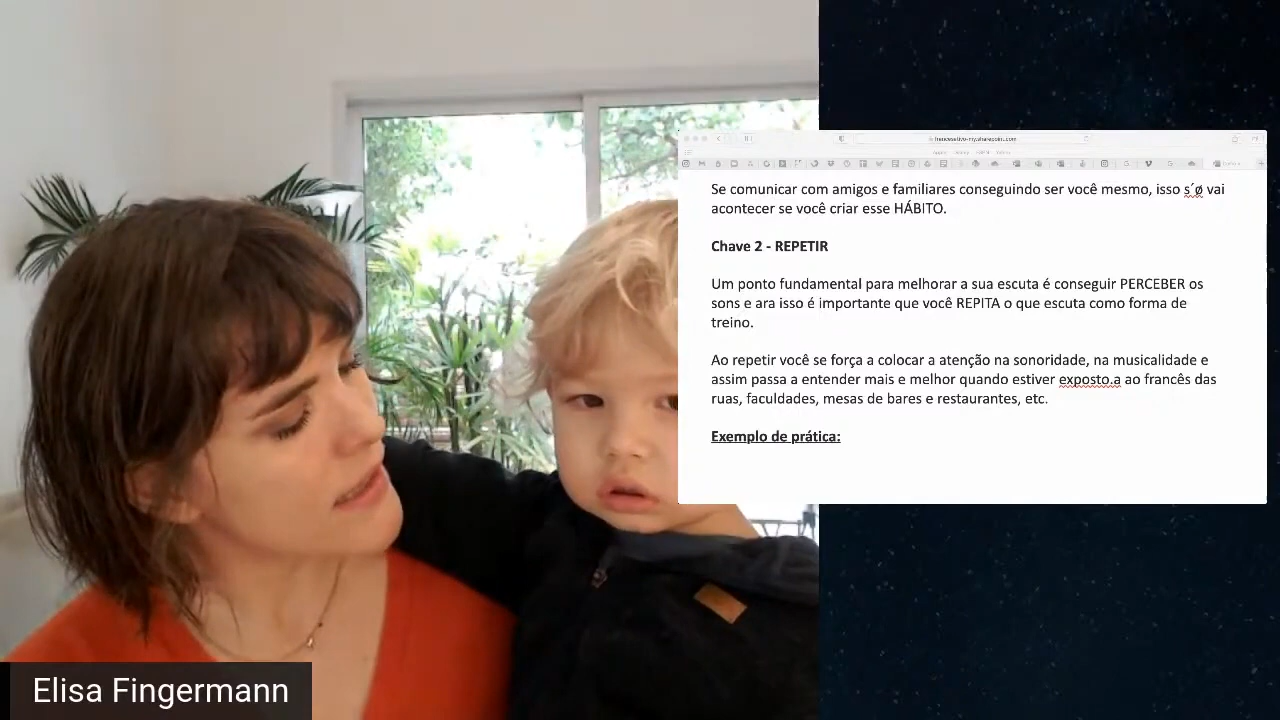 francesativo-my.sharepoint.com
Se comunicar com amigos e familiares conseguindo ser você mesmo, isso s´ø vai
acontecer se você criar esse HÁBITO.
Chave 2 - REPETIR
Um ponto fundamental para melhorar a sua escuta é conseguir PERCEBER os
sons e ara isso é importante que você REPITA o que escuta como forma de
treino.
Ao repetir você se força a colocar a atenção na sonoridade, na musicalidade e
assim passa a entender mais e melhor quando estiver exposto.a ao francês das
ruas, faculdades, mesas de bares e restaurantes, etc.
Exemplo de prática:
Elisa Fingermann